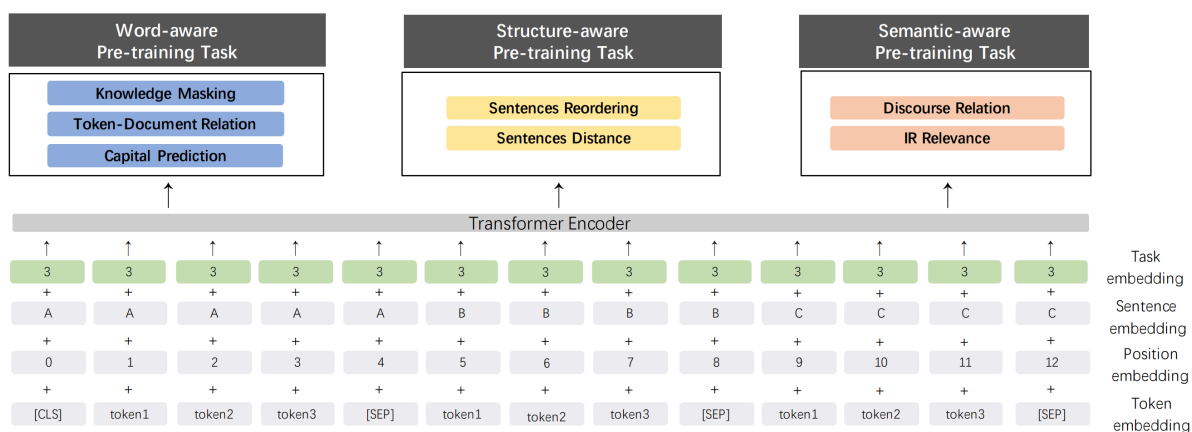 Word-aware
Pre-training Task
Structure-aware
Pre-training Task
Semantic-aware
Pre-training Task
Knowledge Masking
Token-Document Relation
Capital Prediction
Sentences Reordering
Sentences Distance
Discourse Relation
IR Relevance
Transformer Encoder
3 3 3 3 3 3 3 3 3 3 3 3 3
Task
embedding
+ + + + + + + + + + + + +
A A A A A B B B B C C C C
Sentence
embedding
+ + + + + + + + + + + + +
0 1 2 3 4 5 6 7 8 9 10 11 12
Position
embedding
+ + + + + + + + + + + + +
[CLS] token1 token2 token3 [SEP] token1 token2 token3 [SEP] token1 token2 token3 [SEP]
Token
embedding